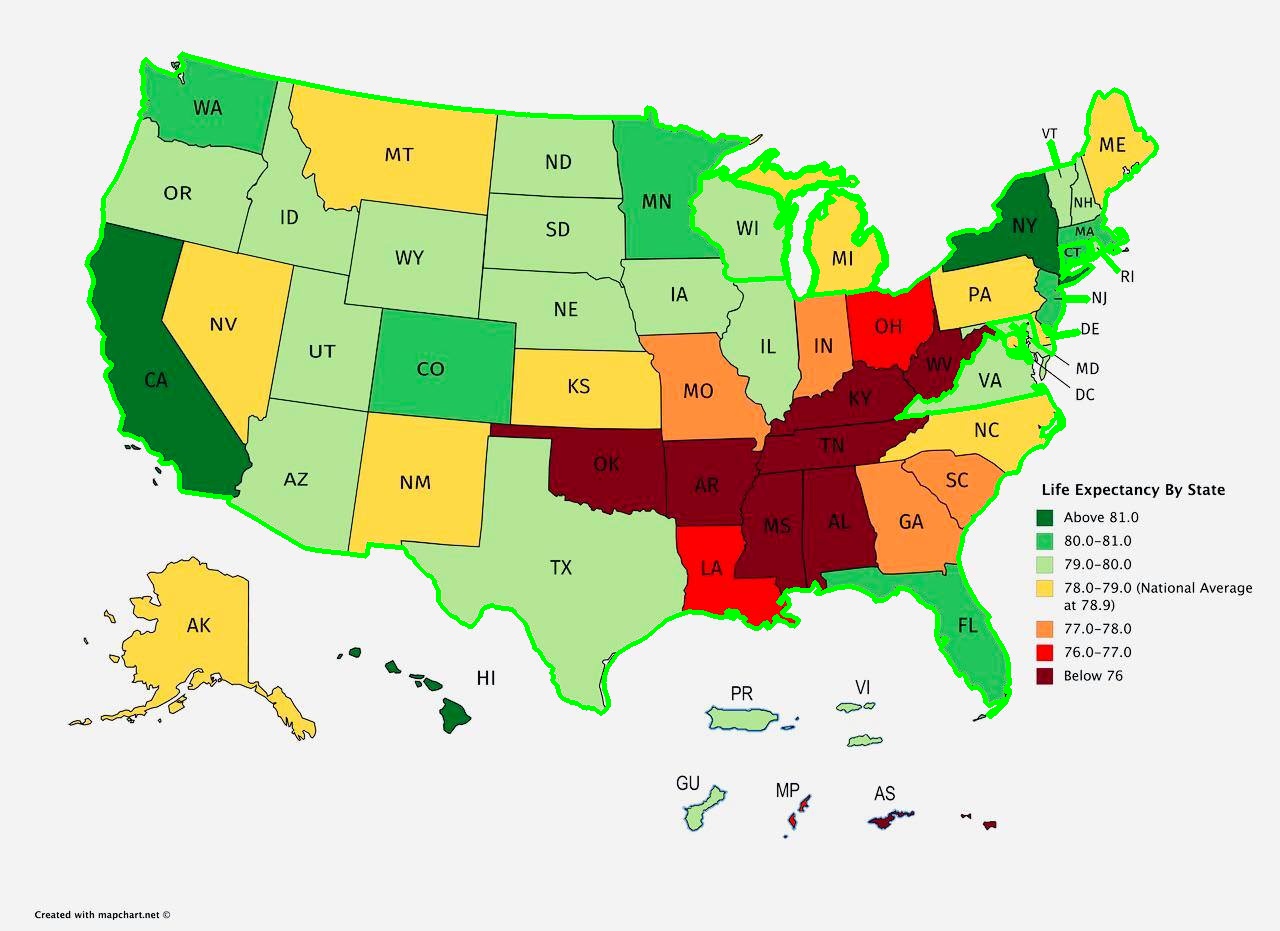 WA
MT
ND
MN
VT
ME
OR
ID
SD
WI
NH
NY
MA
WY
MI
CT
RI
NV
NE
IA
PA
NJ
UT
CO
IL
IN
OH
DE
CA
KS
MO
WV
VA
MD
KY
DC
AZ
NM
OK
AR
TN
NC
SC
MS
AL
GA
TX
LA
FL
AK
HI
Life Expectancy By State
Above 81.0
80.0-81.0
79.0-80.0
78.0-79.0 (National Average
at 78.9)
77.0-78.0
76.0-77.0
Below 76
PR
VI
GU
MP
AS
Created with mapchart.net ©